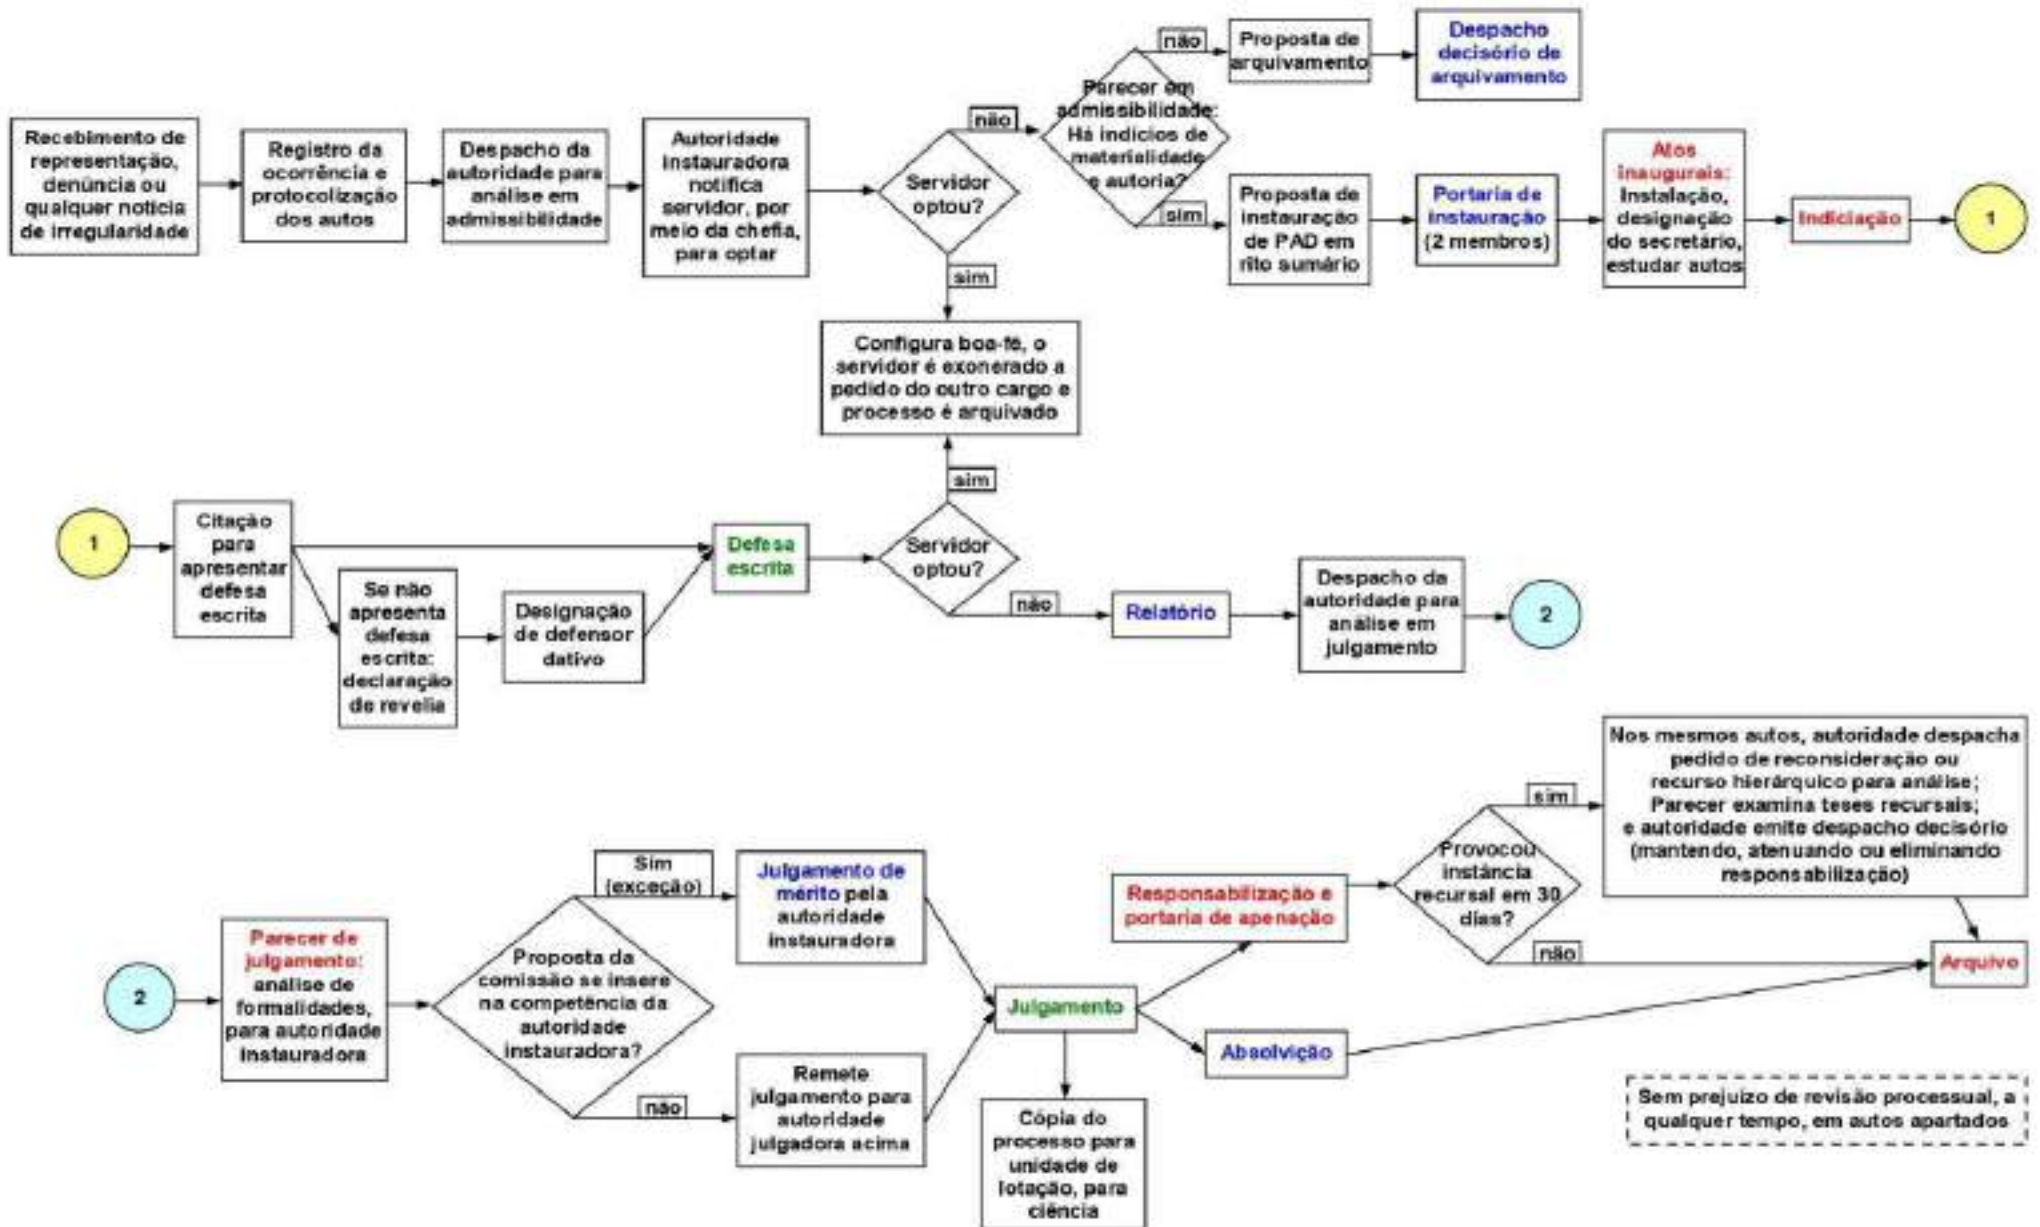 Recebimento de
representação,
denúncia ou
qualquer notícia
de irregularidade
Registro da
ocorrência e
protocolização
dos autos
Despacho da
autoridade para
análise em
admissibilidade
Autoridade
instauradora
notifica
servidor, por
meio da chefia,
para optar
Servidor
optou?
não
sim
Parecer em
admissibilidade:
Há indícios de
materialidade
e autoria?
não
Proposta de
arquivamento
Despacho
decisório de
arquivamento
sim
Proposta de
instauração
de PAD em
rito sumário
Portaria de
instauração
(2 membros)
Atos
inaugurais:
Instalação,
designação
do secretário,
estudar autos
Indiciação
1
Configura boa-fé, o
servidor é exonerado a
pedido do outro cargo e
processo é arquivado
sim
1
Citação
para
apresentar
defesa
escrita
Se não
apresenta
defesa
escrita:
declaração
de revelia
Designação
de defensor
dativo
Defesa
escrita
Servidor
optou?
não
Relatório
Despacho da
autoridade para
análise em
julgamento
2
2
Parecer de
julgamento:
análise de
formalidades,
para autoridade
instauradora
Proposta da
comissão se insere
na competência da
autoridade
instauradora?
Sim
(exceção)
Julgamento de
mérito pela
autoridade
instauradora
não
Remete
julgamento para
autoridade
julgadora acima
Julgamento
Cópia do
processo para
unidade de
lotação, para
ciência
Responsabilização e
portaria de apenação
Absolvição
Provocou
instância
recursal em 30
dias?
sim
não
Nos mesmos autos, autoridade despacha
pedido de reconsideração ou
recurso hierárquico para análise;
Parecer examina teses recursais;
e autoridade emite despacho decisório
(mantendo, atenuando ou eliminando
responsabilização)
Arquivo
Sem prejuízo de revisão processual, a
qualquer tempo, em autos apartados